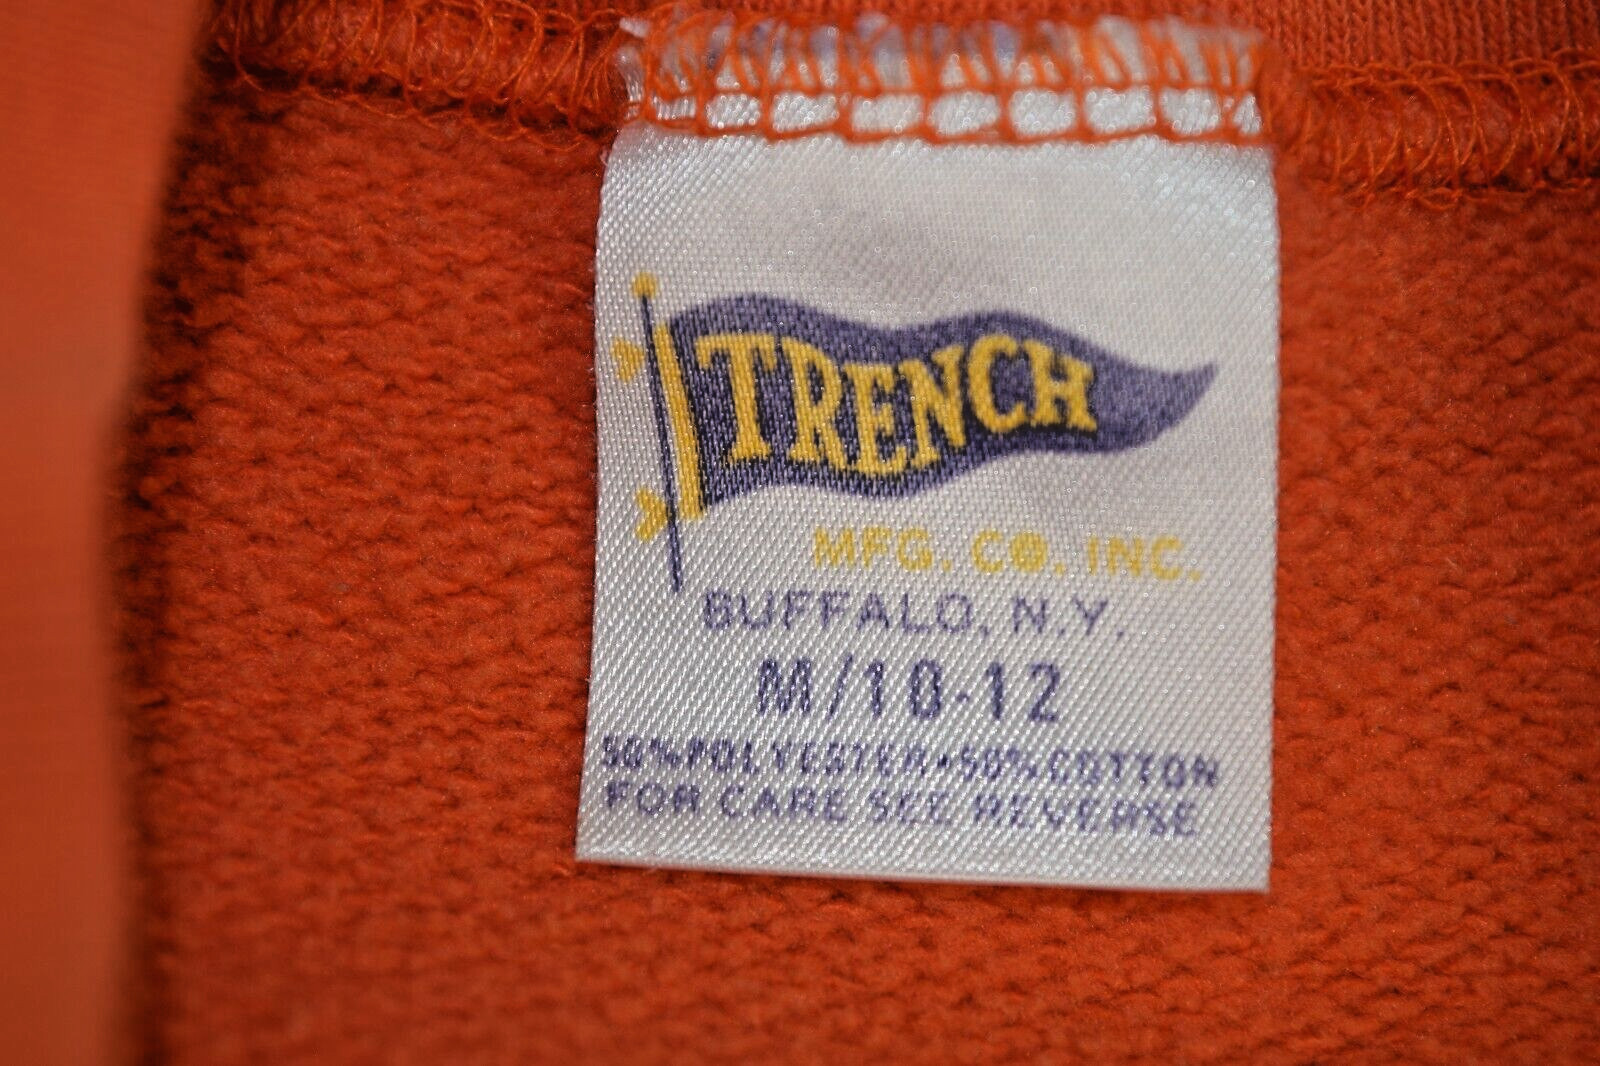 TRENCH
MFG. CO. INC.
BUFFALO, N.Y.
M/10-12
50% POLYESTER•50% COTTON
FOR CARE SEE REVERSE